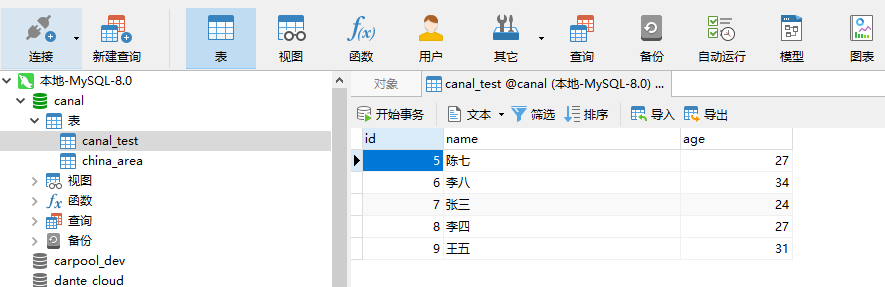 连接 新建查询 表 视图 函数 用户 其它 查询 备份 自动运行 模型 图表
本地-MySQL-8.0
canal
表
canal_test
china_area
视图
函数
查询
备份
carpool_dev
dante_cloud
对象 canal_test @canal (本地-MySQL-8.0) ...
开始事务 文本 筛选 排序 导入 导出
id name age
5 陈七 27
6 李八 34
7 张三 24
8 李四 27
9 王五 31